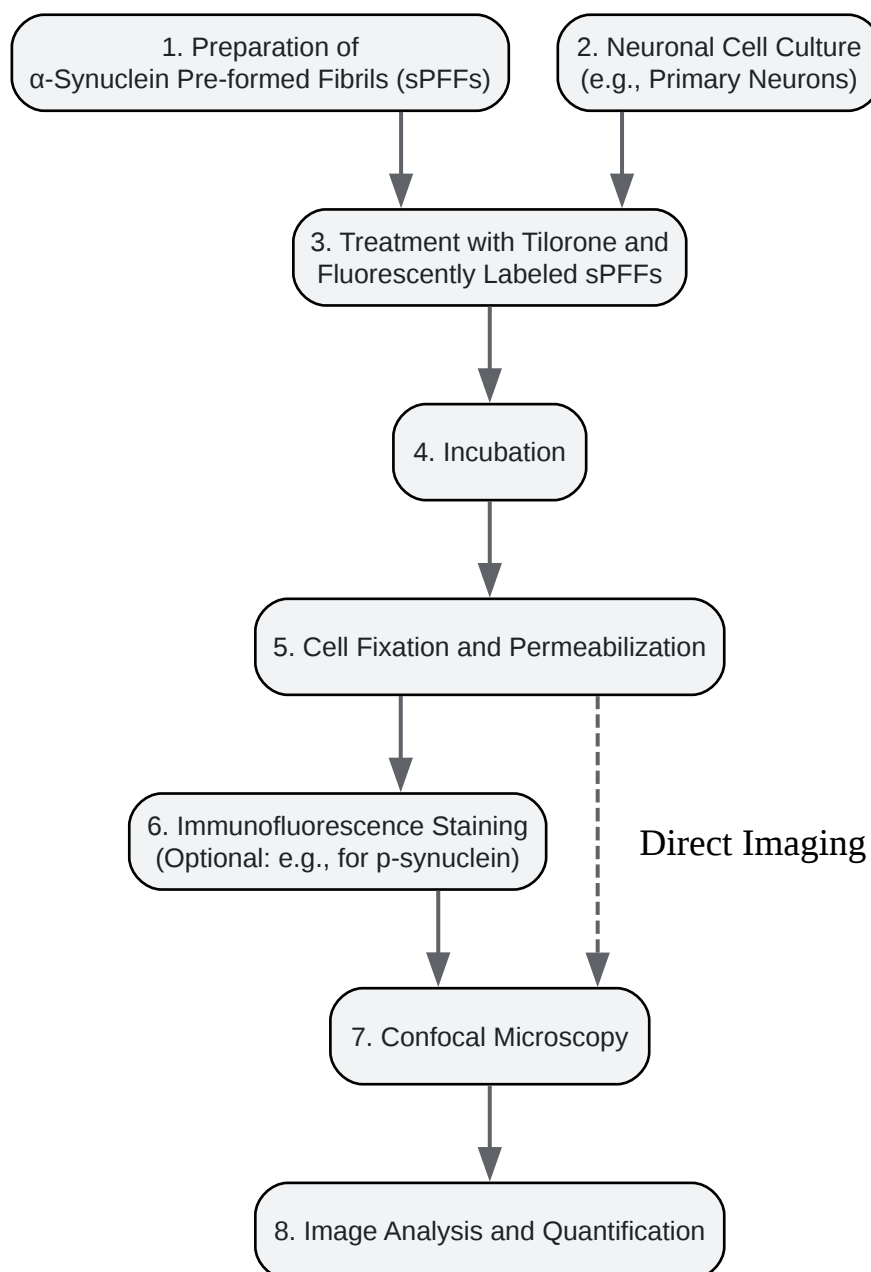 1. Preparation of
α-Synuclein Pre-formed Fibrils (sPFFs)
2. Neuronal Cell Culture
(e.g., Primary Neurons)
3. Treatment with Tilorone and
Fluorescently Labeled sPFFs
4. Incubation
5. Cell Fixation and Permeabilization
6. Immunofluorescence Staining
(Optional: e.g., for p-synuclein)
Direct Imaging
7. Confocal Microscopy
8. Image Analysis and Quantification